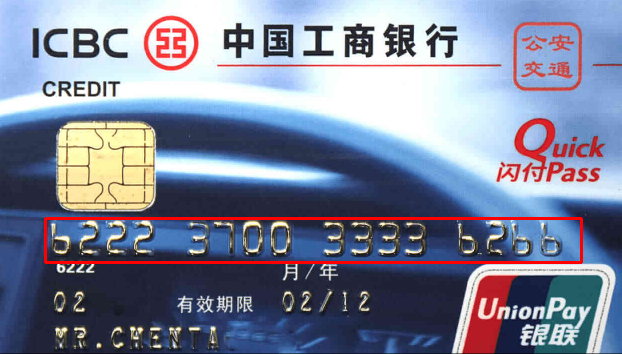 ICBC 中国工商银行
公安
交通
CREDIT
Quick
闪付Pass
6222 3700 3333 6266
6222
月/年
02 有效期限 02/12
UnionPay
银联
MR.CHENTA